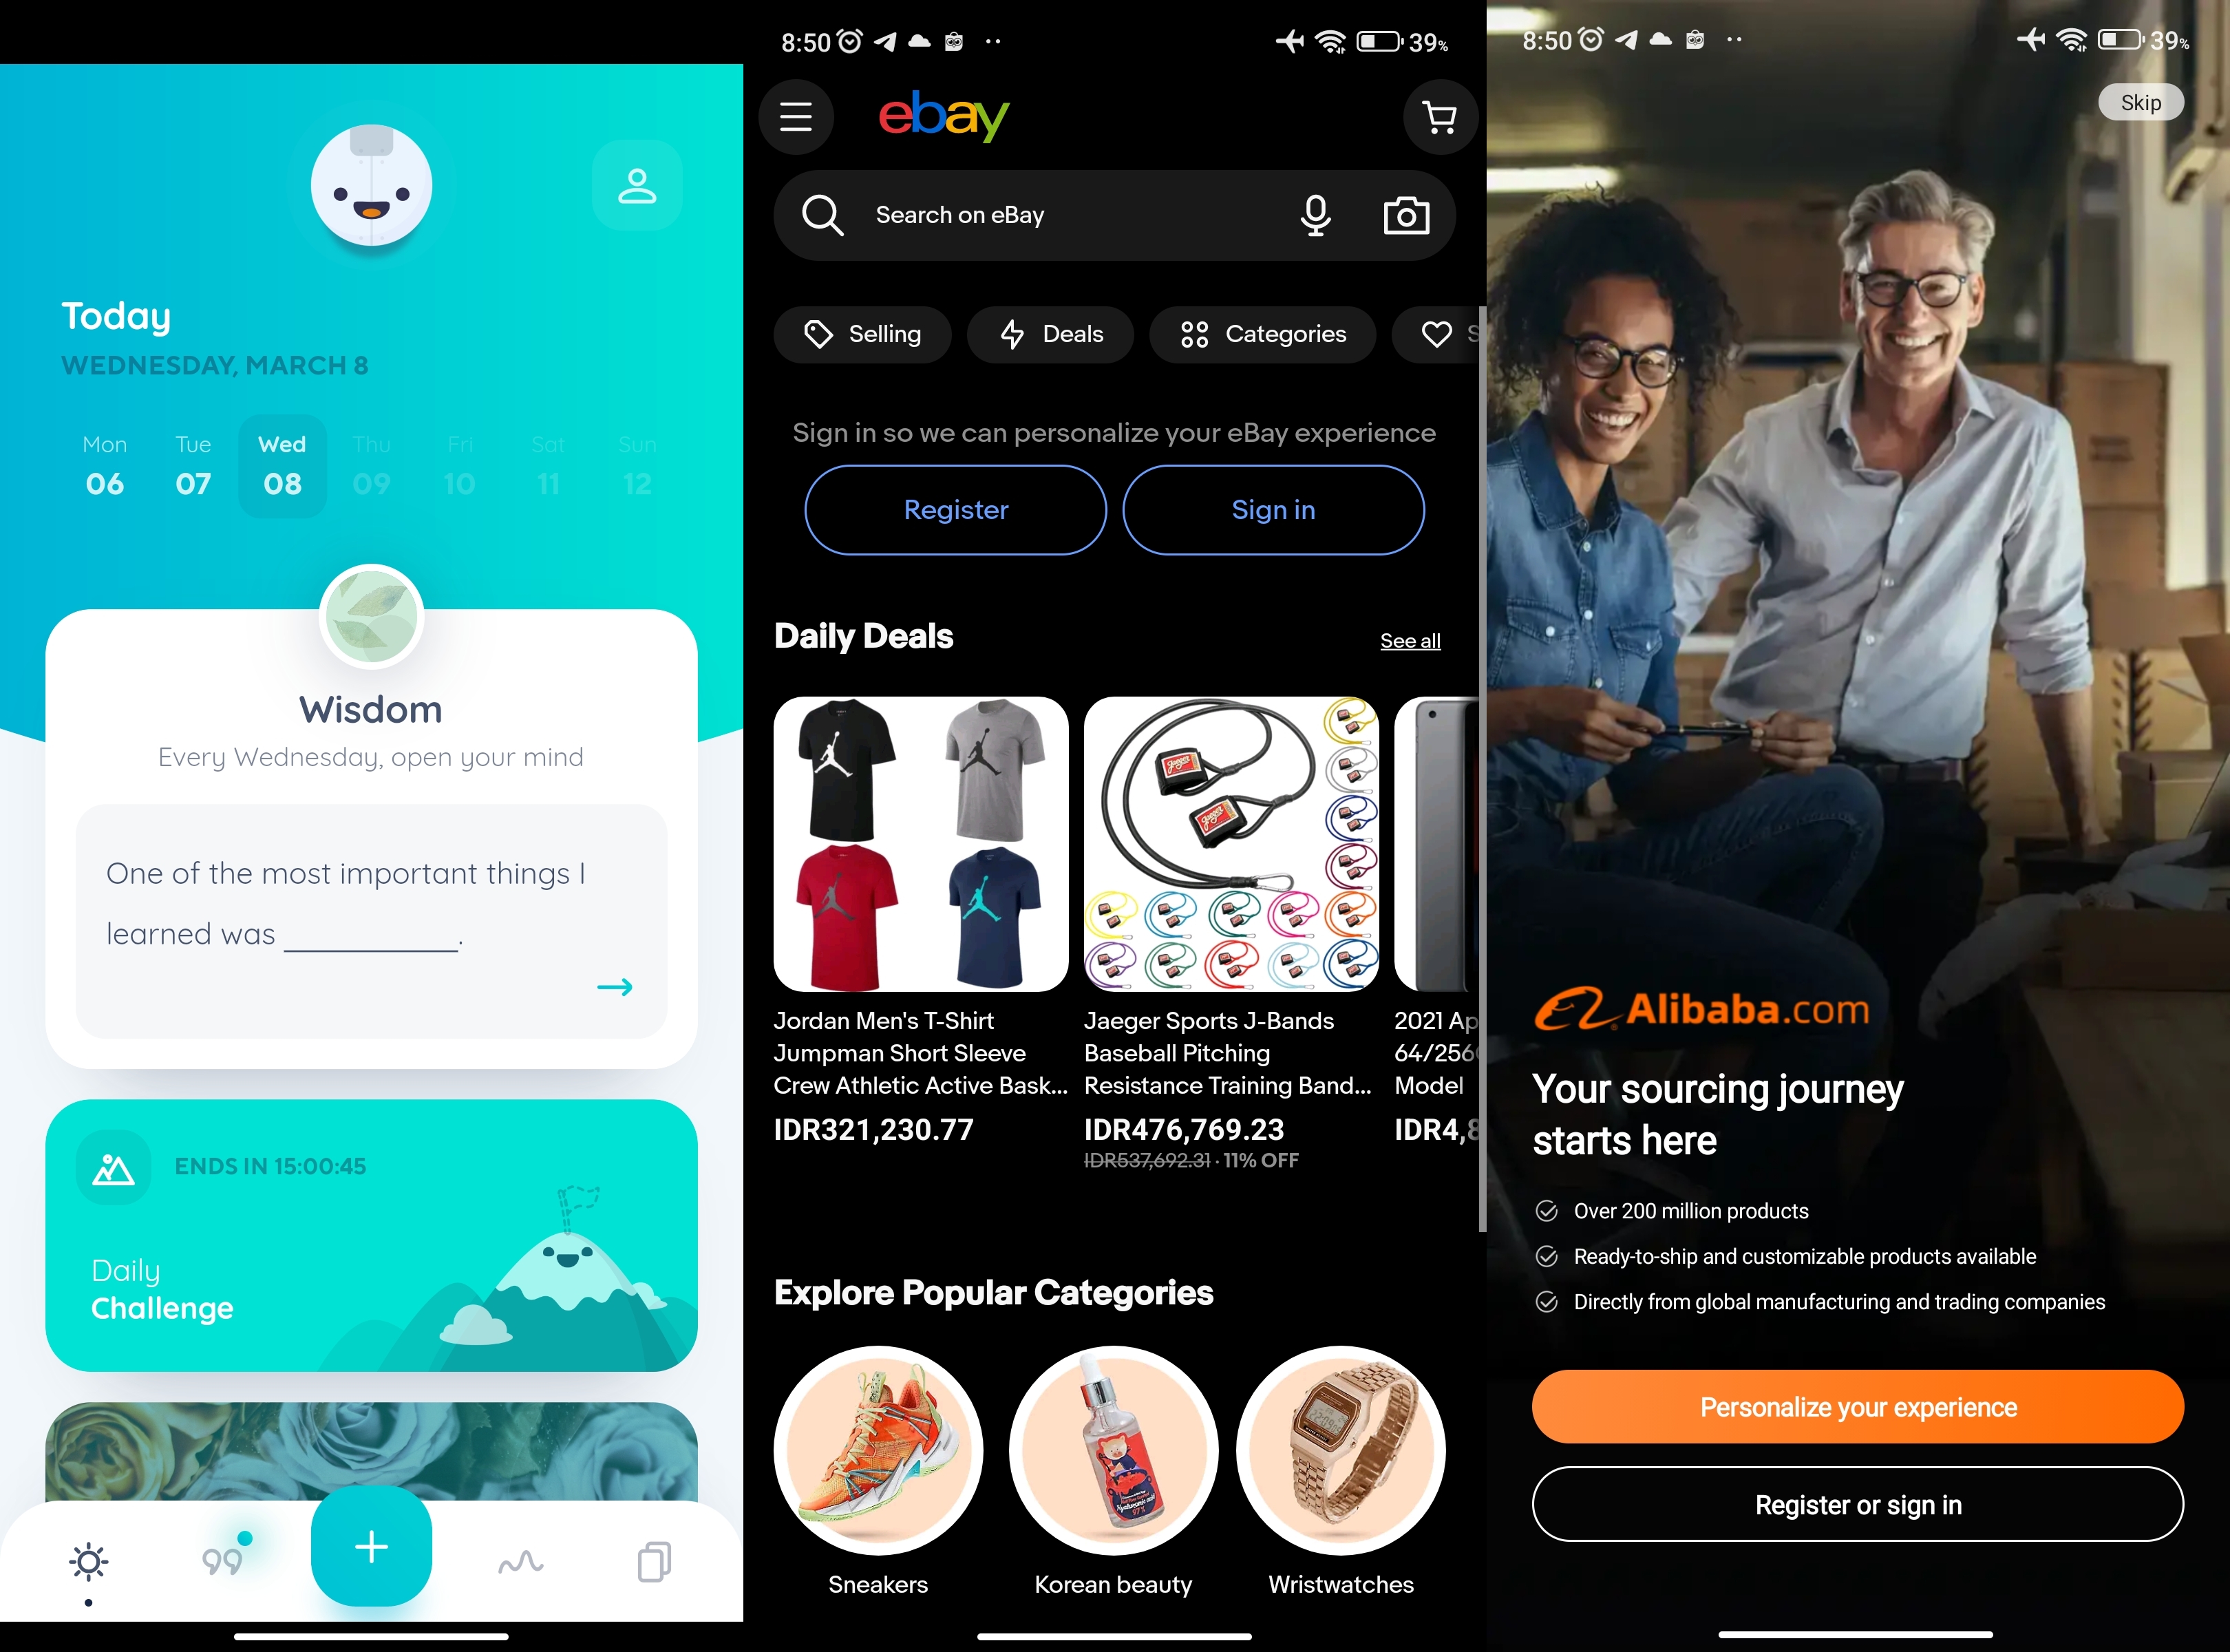 Today
WEDNESDAY, MARCH 8
Mon Tue Wed Thu Fri Sat Sun
06 07 08 09 10 11 12
Wisdom
Every Wednesday, open your mind
One of the most important things I
learned was ____________.
ENDS IN 15:00:45
Daily
Challenge
8:50 39%
ebay
Search on eBay
Selling Deals Categories S
Sign in so we can personalize your eBay experience
Register Sign in
Daily Deals See all
Jordan Men's T-Shirt
Jumpman Short Sleeve
Crew Athletic Active Bask...
IDR321,230.77
Jaeger Sports J-Bands
Baseball Pitching
Resistance Training Band...
IDR476,769.23
IDR537,692.31 · 11% OFF
2021 Ap
64/256G
Model
IDR4,8
Explore Popular Categories
Sneakers Korean beauty Wristwatches
8:50 39%
Skip
Alibaba.com
Your sourcing journey
starts here
Over 200 million products
Ready-to-ship and customizable products available
Directly from global manufacturing and trading companies
Personalize your experience
Register or sign in